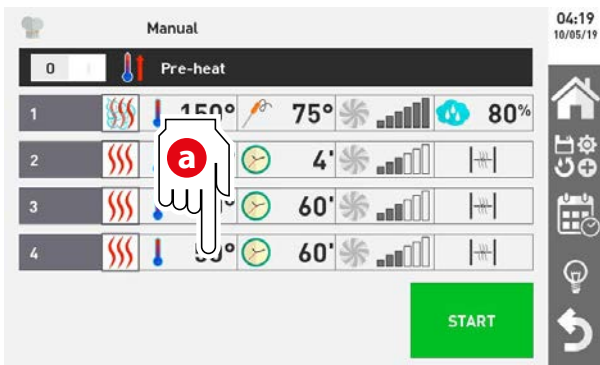 04:19
Manual
10/05/19
0 I Pre-heat
1 150° 75° 80%
2 a 4'
3 60'
4 60'
START